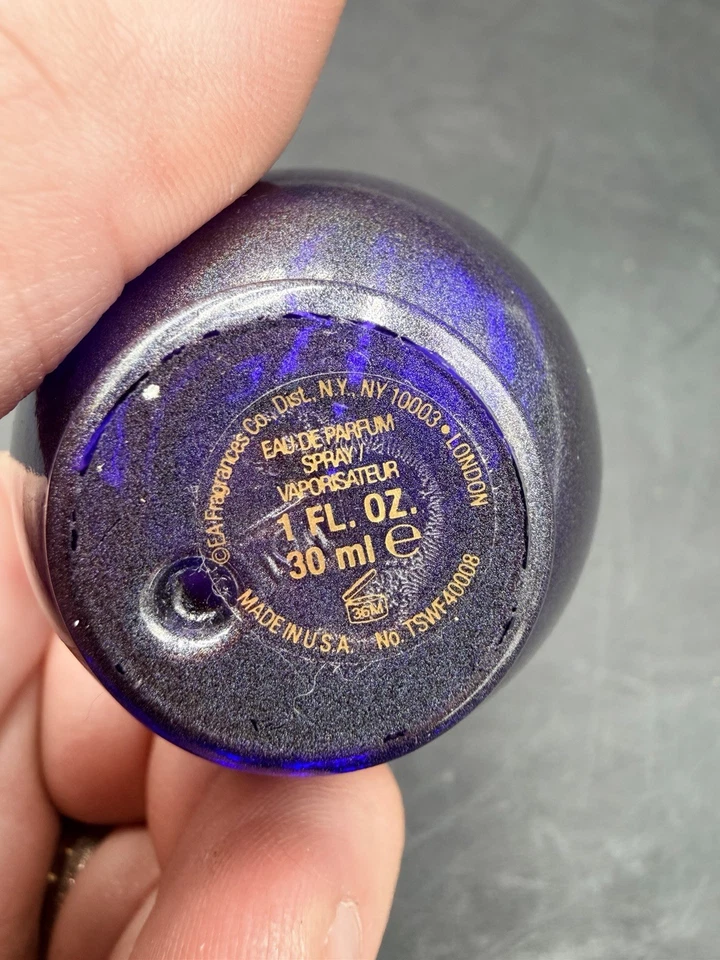 ©EA Fragrances Co., Dist. N.Y., NY 10003 • LONDON
EAU DE PARFUM
SPRAY /
VAPORISATEUR
1 FL. OZ.
30 ml ℮
36M
MADE IN U.S.A. No. TSWF40008